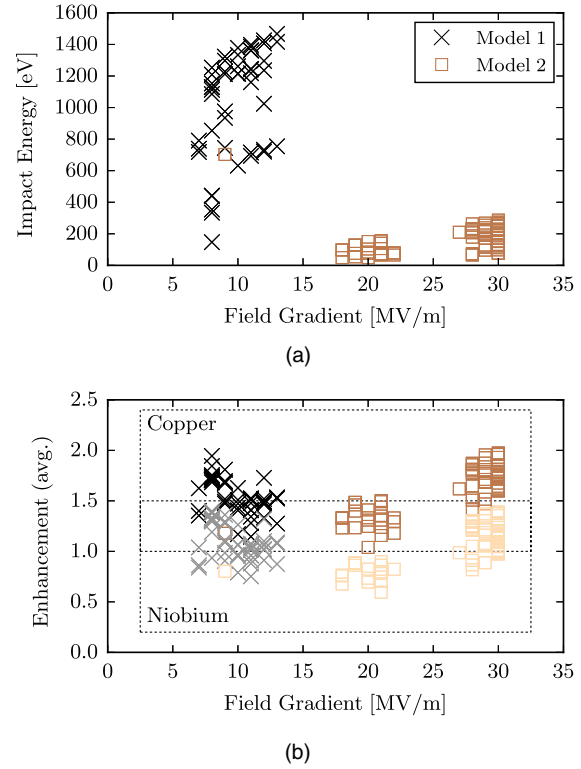 1600
1400
1200
1000
800
600
400
200
0
Impact Energy [eV]
Model 1
Model 2
0 5 10 15 20 25 30 35
Field Gradient [MV/m]
(a)
2.5
2.0
1.5
1.0
0.5
0.0
Enhancement (avg.)
Copper
Niobium
0 5 10 15 20 25 30 35
Field Gradient [MV/m]
(b)